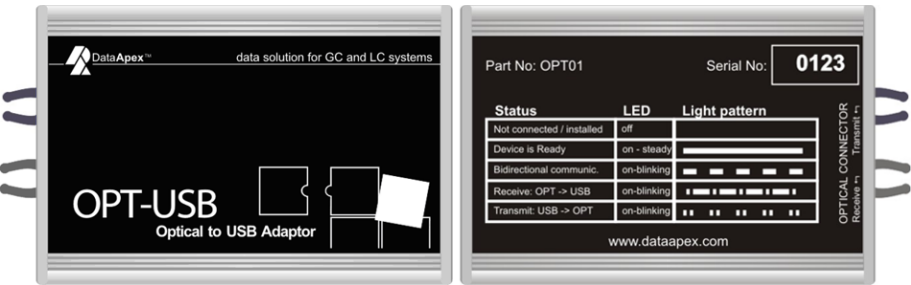 DataApex™
data solution for GC and LC systems
OPT-USB
Optical to USB Adaptor
Part No: OPT01
Serial No: 0123
Status LED Light pattern
Not connected / installed off
Device is Ready on - steady
Bidirectional communic. on-blinking
Receive: OPT -> USB on-blinking
Transmit: USB -> OPT on-blinking
OPTICAL CONNECTOR
Receive ↰ Transmit ↰
www.dataapex.com